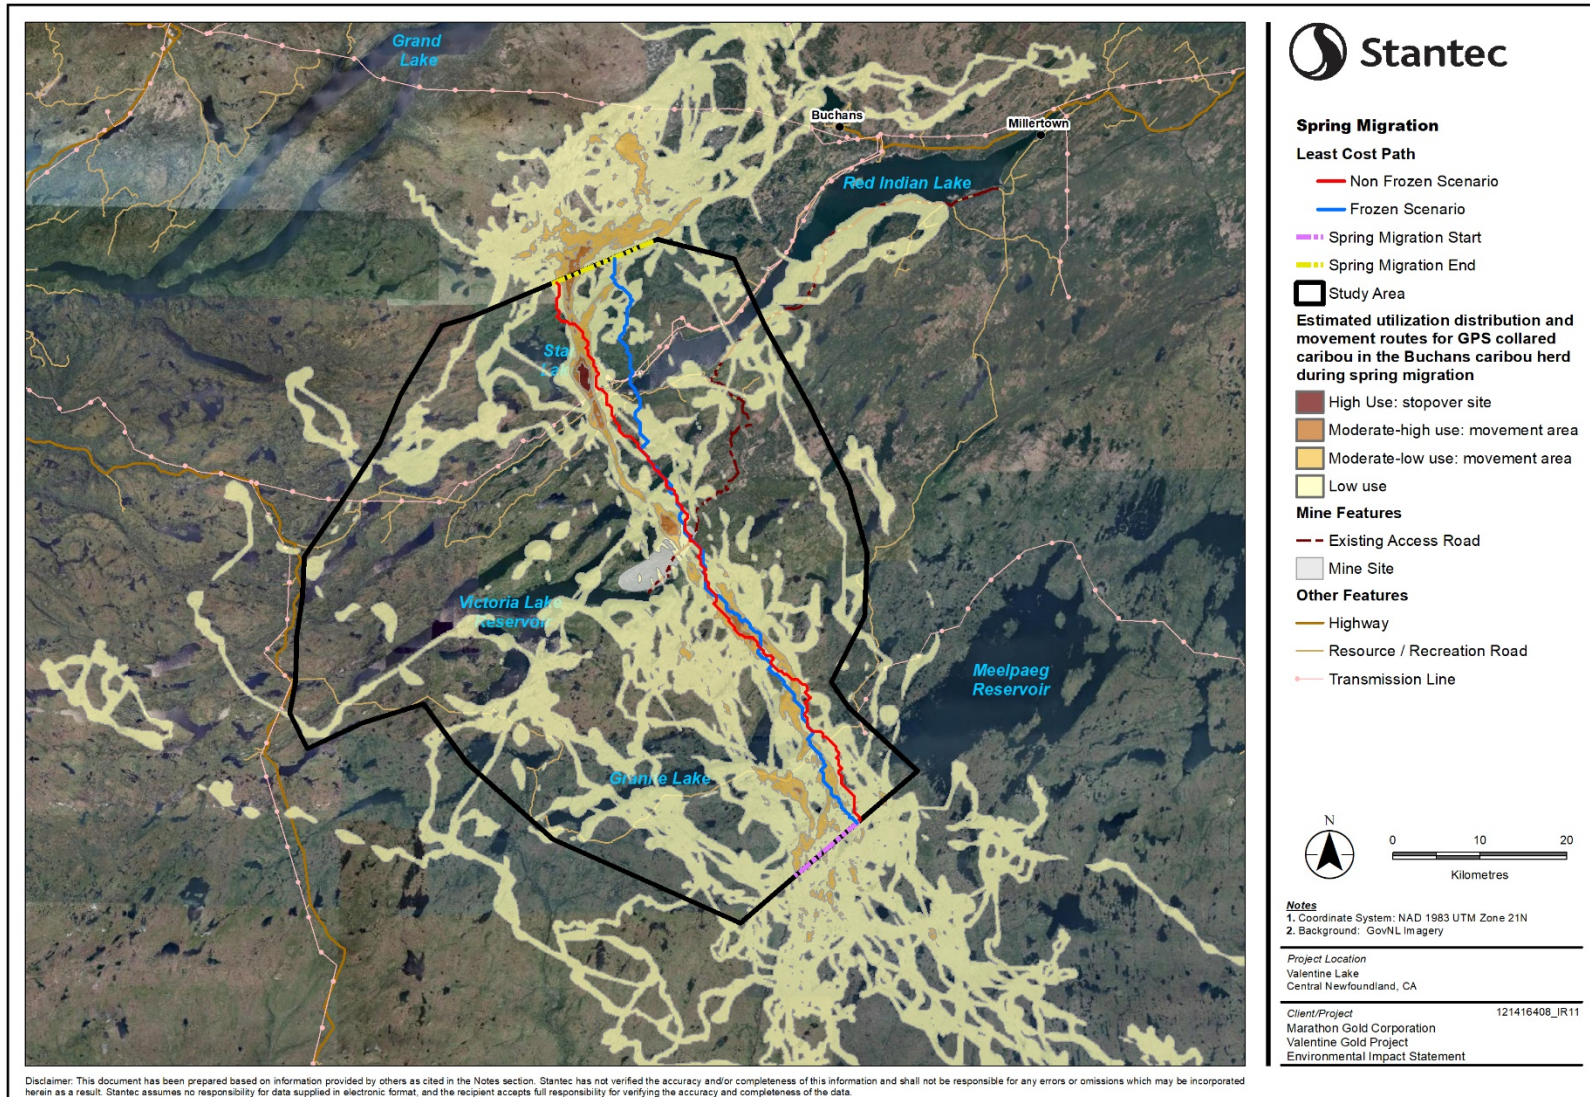 Grand
Lake
Buchans
Millertown
Red Indian Lake
Sta
La
Victoria Lake
Reservoir
Meelpaeg
Reservoir
Granite Lake
Stantec
Spring Migration
Least Cost Path
Non Frozen Scenario
Frozen Scenario
Spring Migration Start
Spring Migration End
Study Area
Estimated utilization distribution and
movement routes for GPS collared
caribou in the Buchans caribou herd
during spring migration
High Use: stopover site
Moderate-high use: movement area
Moderate-low use: movement area
Low use
Mine Features
Existing Access Road
Mine Site
Other Features
Highway
Resource / Recreation Road
Transmission Line
N
0 10 20
Kilometres
Notes
1. Coordinate System: NAD 1983 UTM Zone 21N
2. Background: GovNL Imagery
Project Location
Valentine Lake
Central Newfoundland, CA
Client/Project 121416408_IR11
Marathon Gold Corporation
Valentine Gold Project
Environmental Impact Statement
Disclaimer: This document has been prepared based on information provided by others as cited in the Notes section. Stantec has not verified the accuracy and/or completeness of this information and shall not be responsible for any errors or omissions which may be incorporated
herein as a result. Stantec assumes no responsibility for data supplied in electronic format, and the recipient accepts full responsibility for verifying the accuracy and completeness of the data.